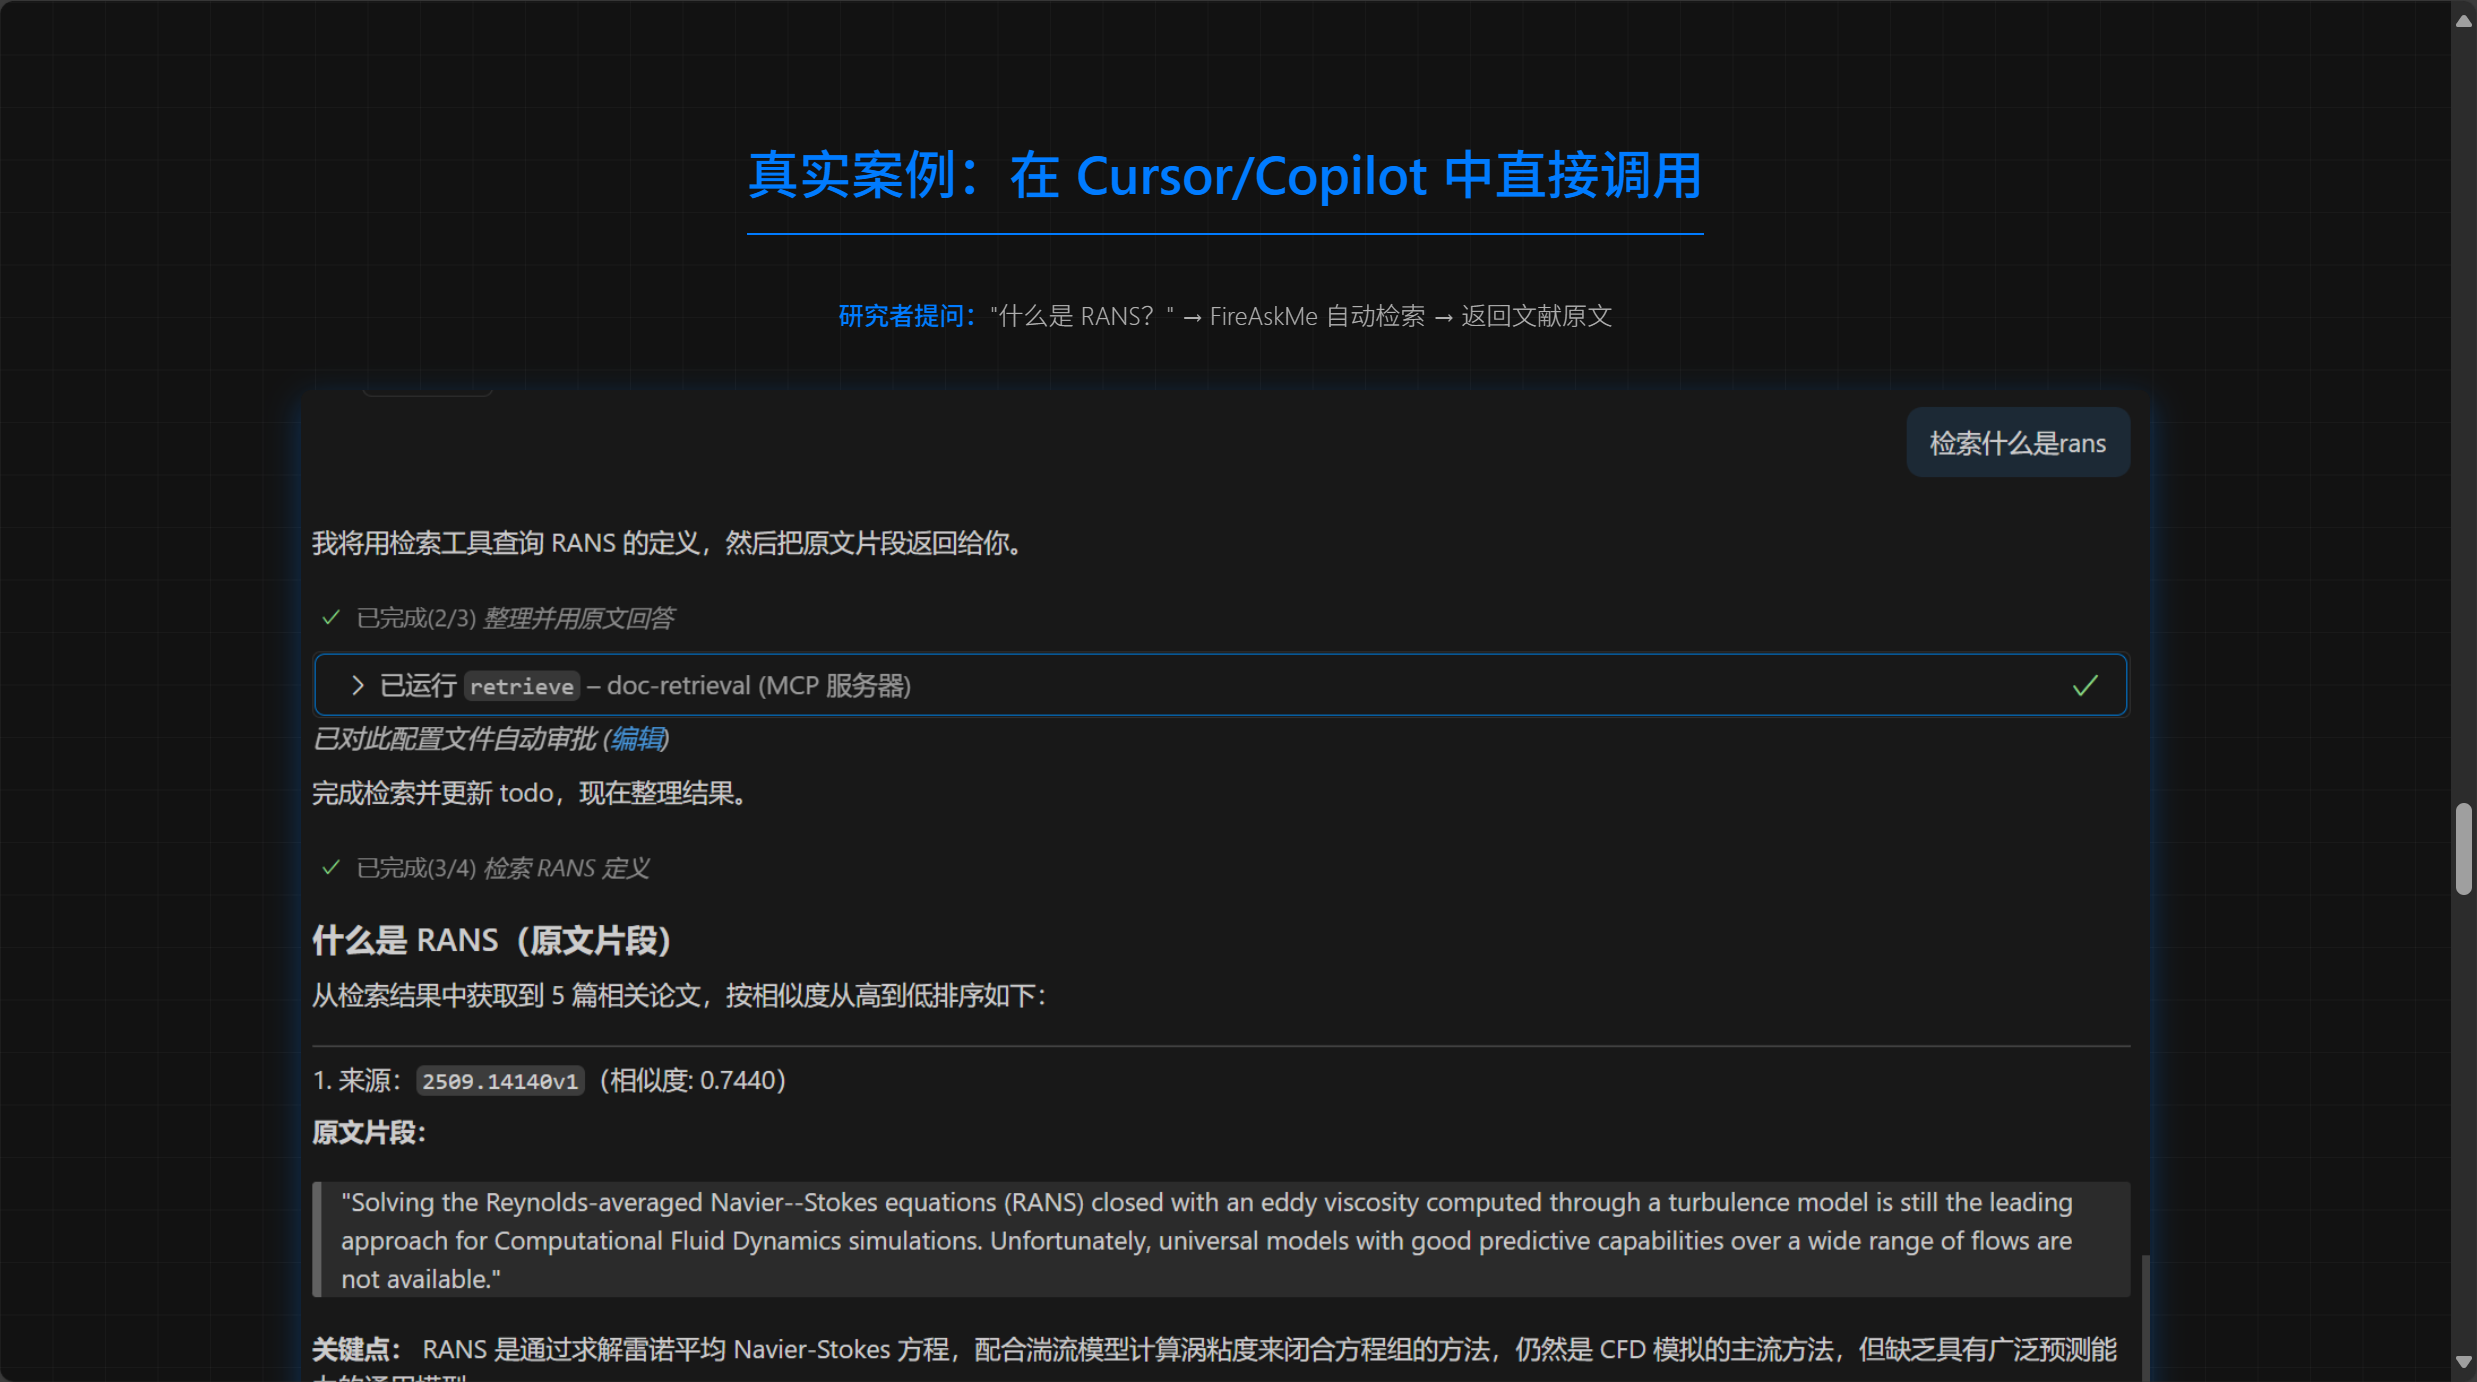 真实案例：在 Cursor/Copilot 中直接调用
研究者提问："什么是 RANS？" → FireAskMe 自动检索 → 返回文献原文
检索什么是rans
我将用检索工具查询 RANS 的定义，然后把原文片段返回给你。
已完成(2/3) 整理并用原文回答
已运行 retrieve – doc-retrieval (MCP 服务器)
已对此配置文件自动审批 (编辑)
完成检索并更新 todo，现在整理结果。
已完成(3/4) 检索 RANS 定义
什么是 RANS（原文片段）
从检索结果中获取到 5 篇相关论文，按相似度从高到低排序如下：
1. 来源：2509.14140v1（相似度: 0.7440）
原文片段：
"Solving the Reynolds-averaged Navier--Stokes equations (RANS) closed with an eddy viscosity computed through a turbulence model is still the leading
approach for Computational Fluid Dynamics simulations. Unfortunately, universal models with good predictive capabilities over a wide range of flows are
not available."
关键点： RANS 是通过求解雷诺平均 Navier-Stokes 方程，配合湍流模型计算涡粘度来闭合方程组的方法，仍然是 CFD 模拟的主流方法，但缺乏具有广泛预测能